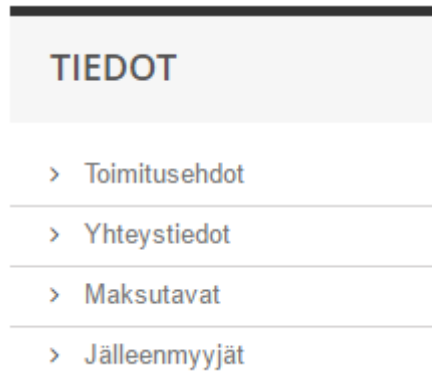 TIEDOT
Toimitusehdot
Yhteystiedot
Maksutavat
Jälleenmyyjät